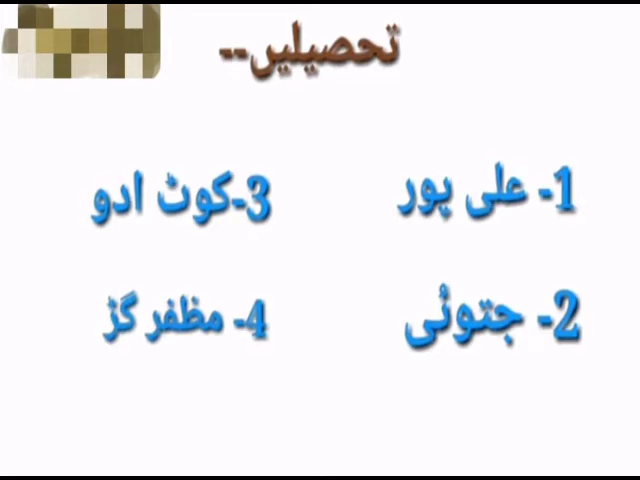 تحصیلیں--
1- علی پور
2- جتوئی
3-کوٹ ادو
4- مظفر گڑ